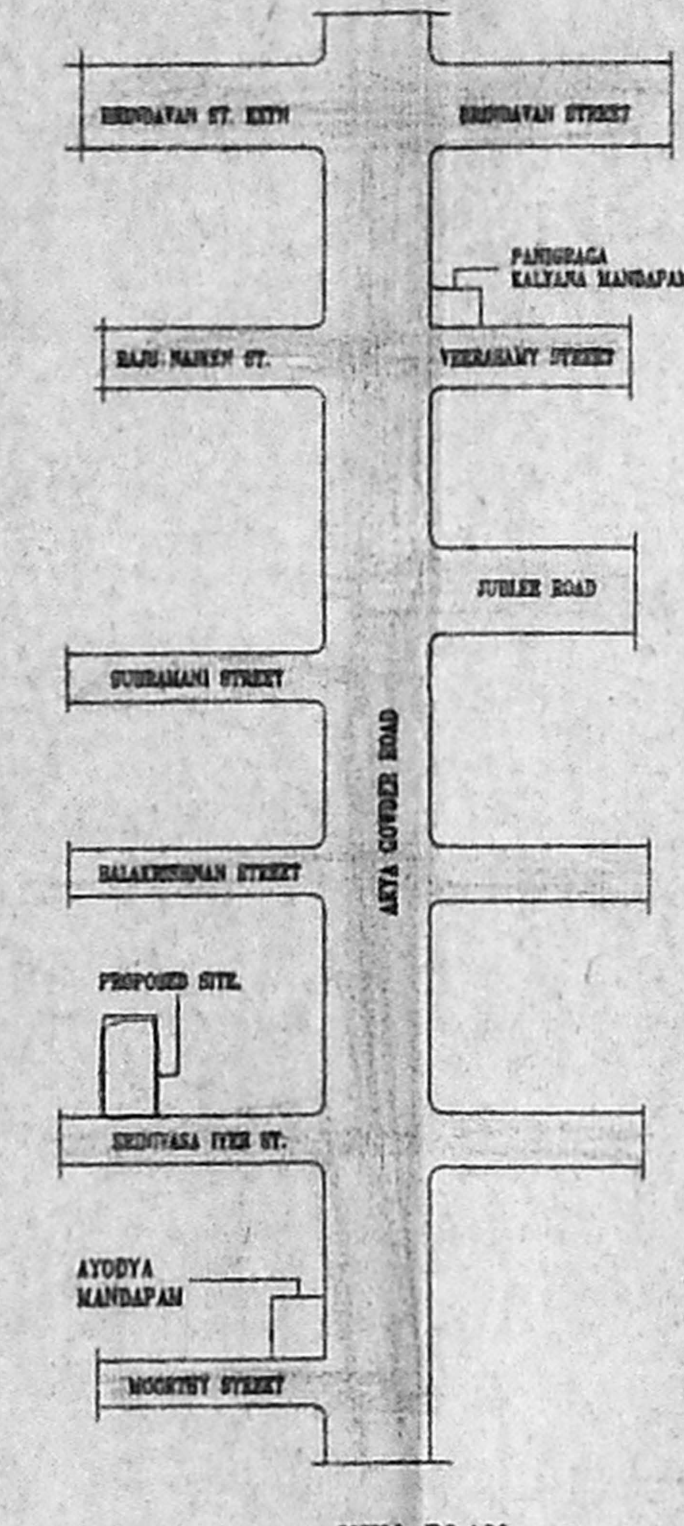 BRINDAVAN ST. EXTN
BRINDAVAN STREET
PANIGRAGA
KALYANA MANDAPAM
RAJU NAIKEN ST.
VEERASAMY STREET
JUBLEE ROAD
SUBRAMANI STREET
ARYA GOWDER ROAD
BALAKRISHNAN STREET
PROPOSED SITE.
SRINIVASA IYER ST.
AYODYA
MANDAPAM
MOORTHY STREET